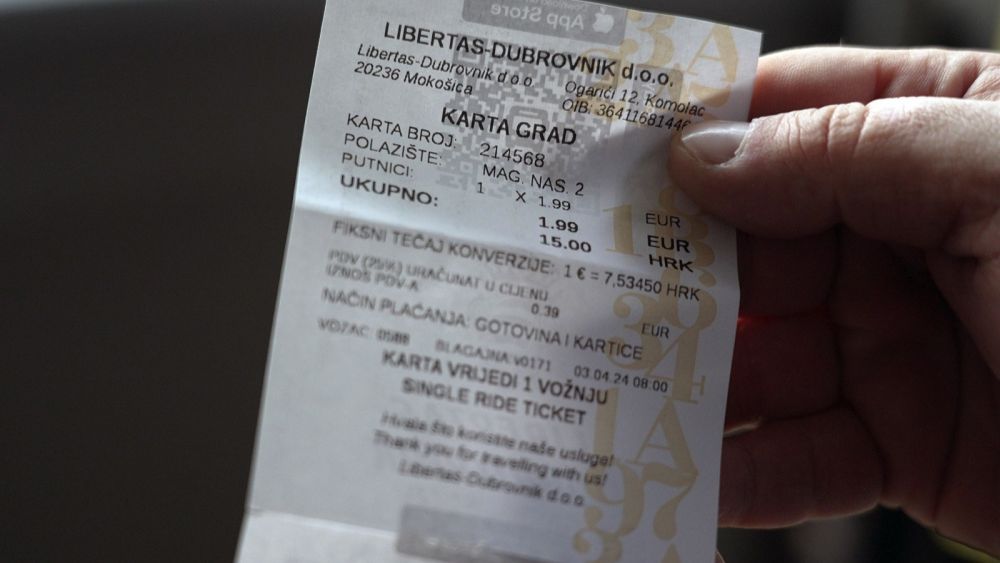 App Store
LIBERTAS-DUBROVNIK d.o.o.
Libertas-Dubrovnik d.o.o. Ogarići 12, Komolac
20236 Mokošica OIB: 36411681446
KARTA GRAD
KARTA BROJ: 214568
POLAZIŠTE: MAG. NAS. 2
PUTNICI: 1 X 1.99 EUR
UKUPNO: 1.99 EUR
15.00 HRK
FIKSNI TEČAJ KONVERZIJE: 1 € = 7,53450 HRK
PDV (25%) URAČUNAT U CIJENU
IZNOS PDV-A 0.39 EUR
NAČIN PLAĆANJA: GOTOVINA I KARTICE
VOZAČ: 0588 BLAGAJNA V0171 03.04.24 08:00
KARTA VRIJEDI 1 VOŽNJU
SINGLE RIDE TICKET
Hvala što koristite naše usluge!
Thank you for travelling with us!
Libertas-Dubrovnik d.o.o.